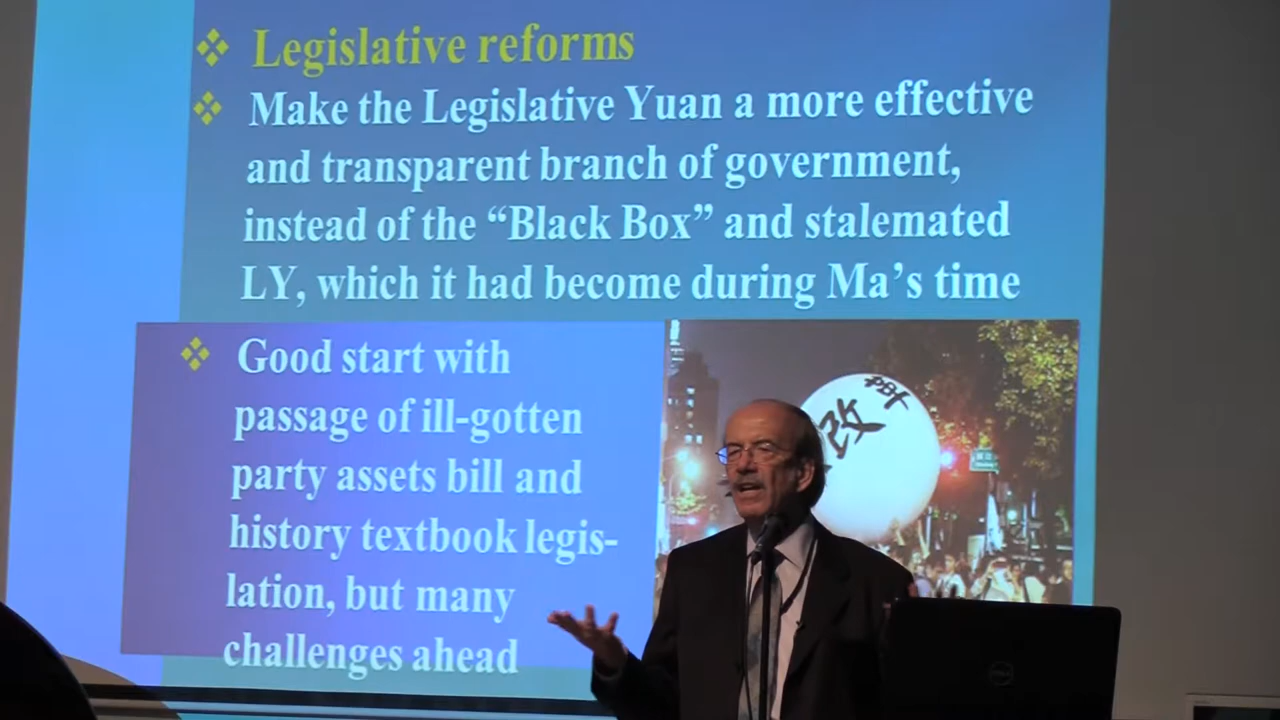 Legislative reforms
Make the Legislative Yuan a more effective
and transparent branch of government,
instead of the “Black Box” and stalemated
LY, which it had become during Ma’s time
Good start with
passage of ill-gotten
party assets bill and
history textbook legis-
lation, but many
challenges ahead
改
DELL